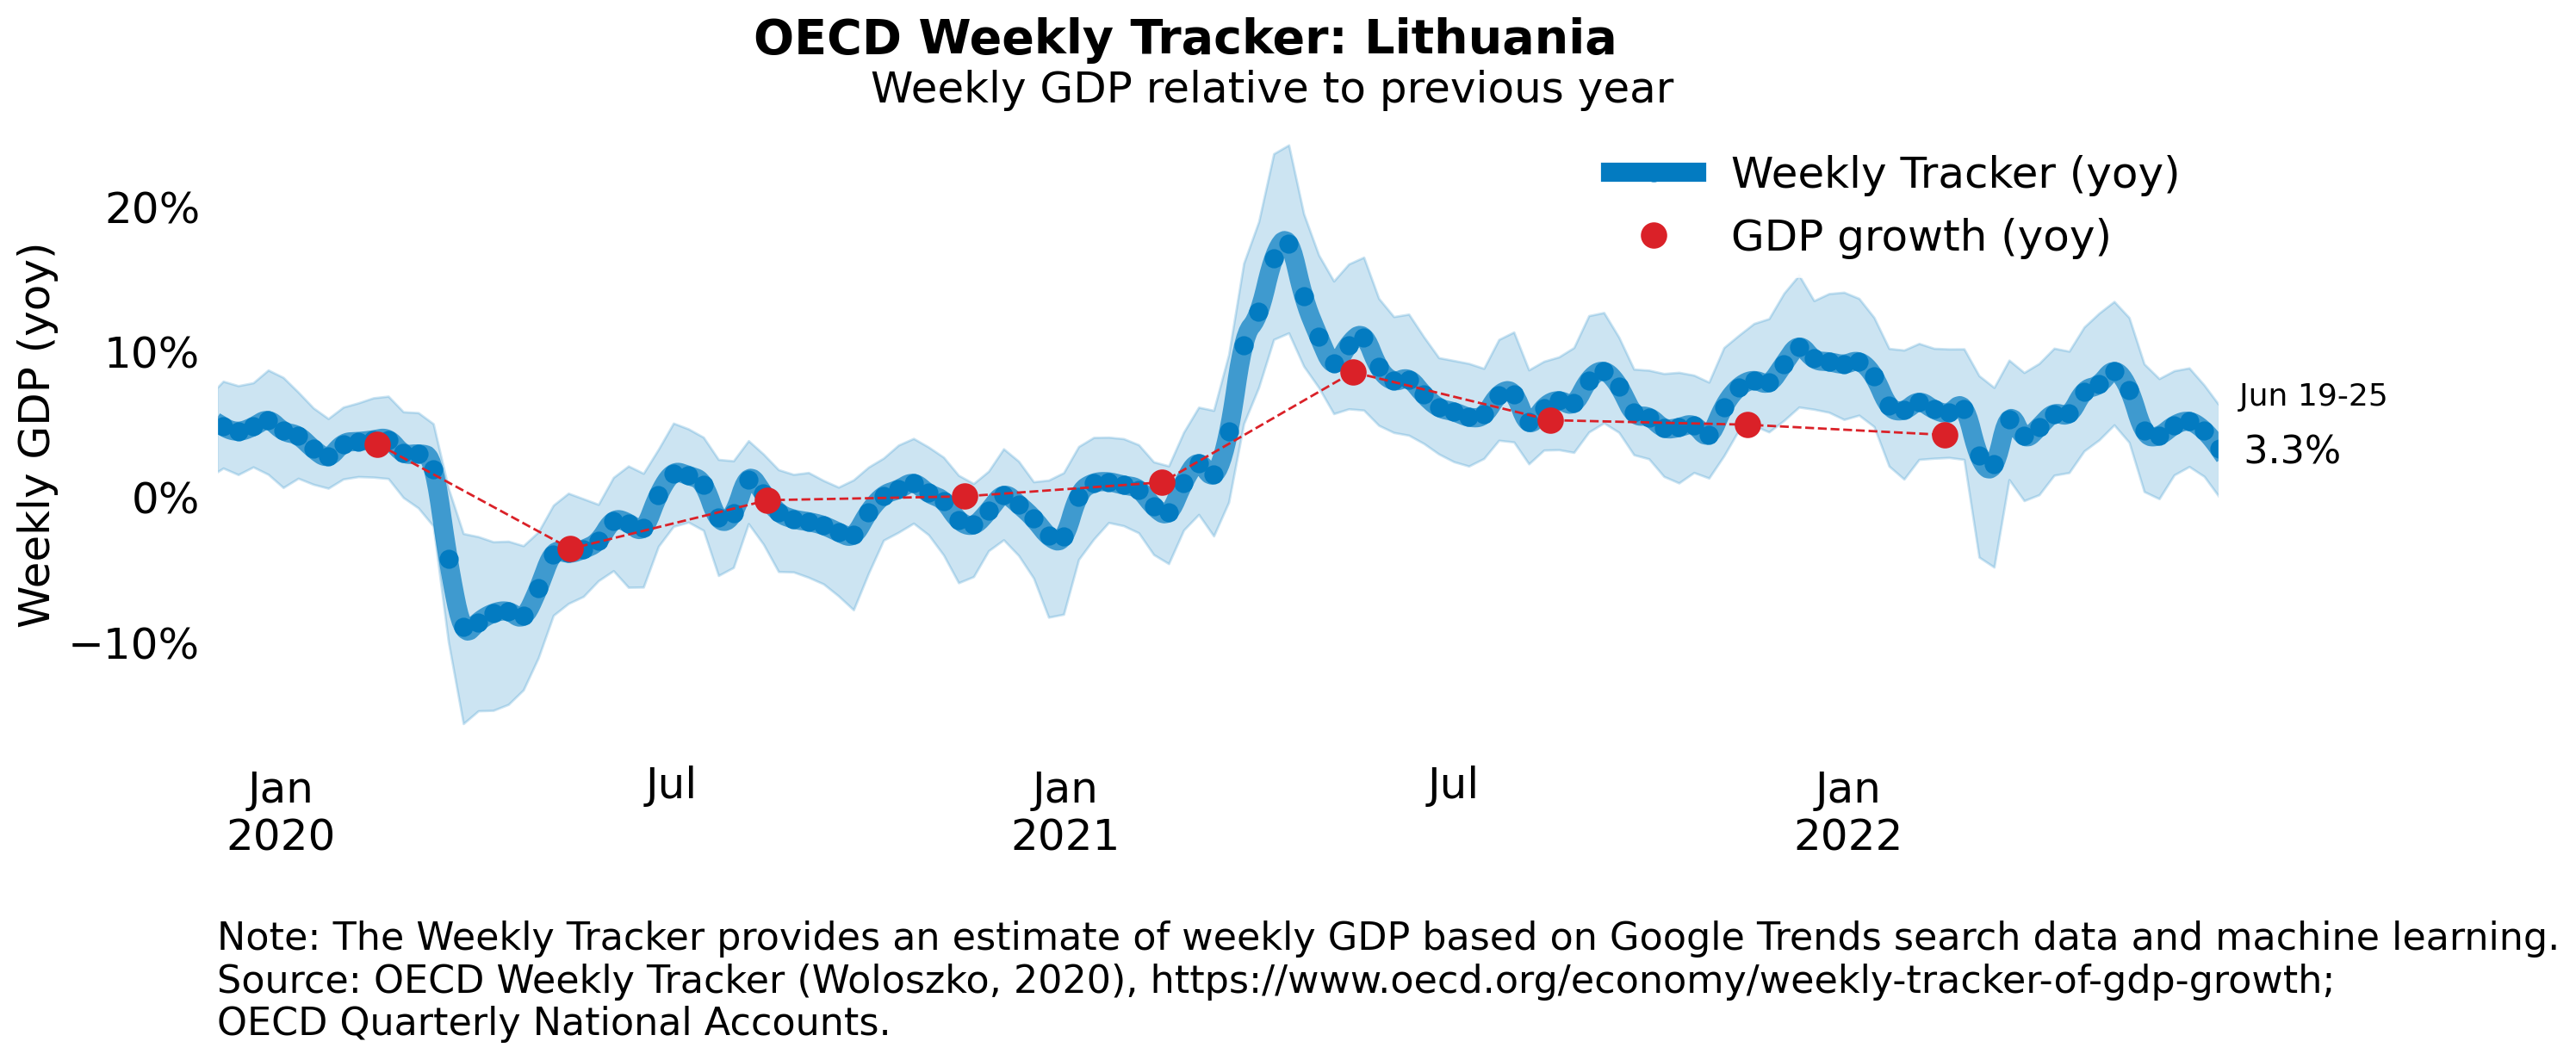 OECD Weekly Tracker: Lithuania
Weekly GDP relative to previous year
Weekly Tracker (yoy)
GDP growth (yoy)
Weekly GDP (yoy)
20%
10%
0%
−10%
Jun 19-25
3.3%
Jan
2020
Jul
Jan
2021
Jul
Jan
2022
Note: The Weekly Tracker provides an estimate of weekly GDP based on Google Trends search data and machine learning.
Source: OECD Weekly Tracker (Woloszko, 2020), https://www.oecd.org/economy/weekly-tracker-of-gdp-growth;
OECD Quarterly National Accounts.